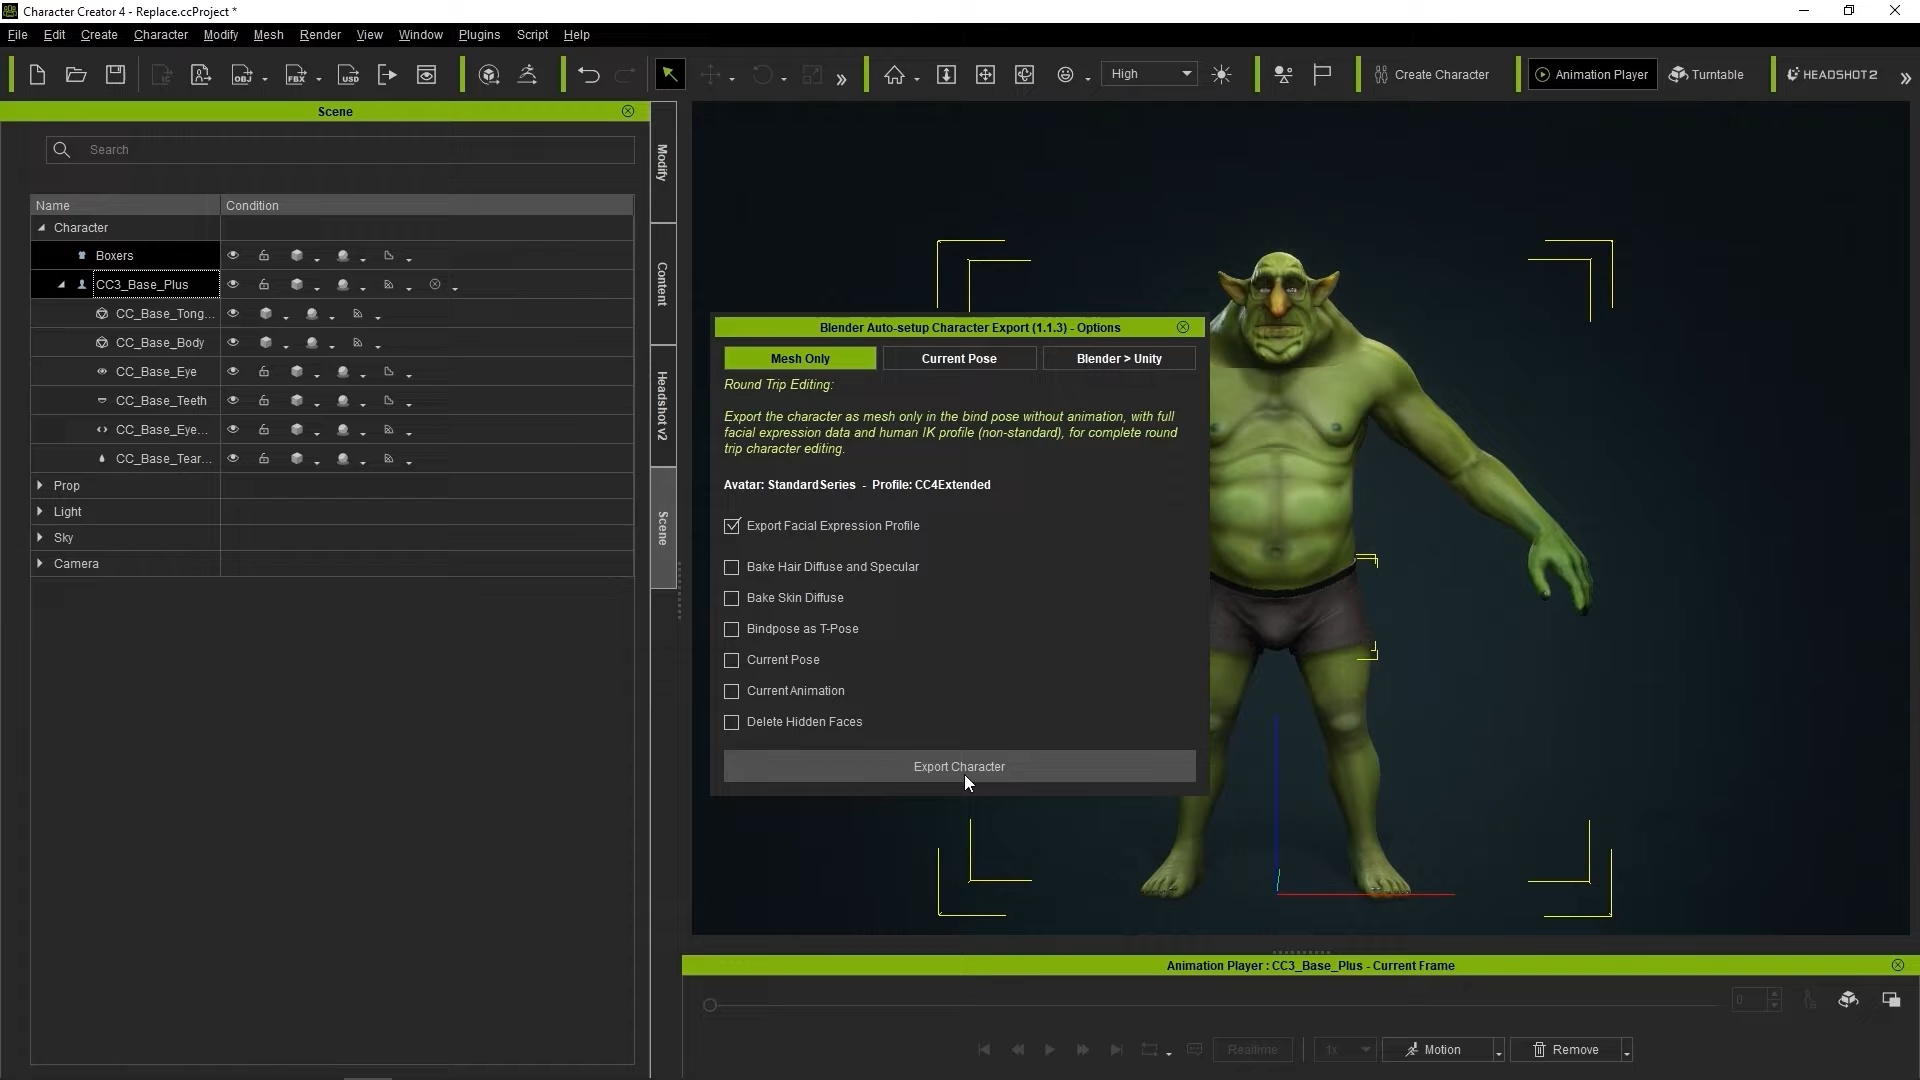 Character Creator 4 - Replace.ccProject *
File Edit Create Character Modify Mesh Render View Window Plugins Script Help
OBJ FBX USD High Create Character Animation Player Turntable HEADSHOT 2
Scene
Search
Name Condition
Character
Boxers
CC3_Base_Plus
CC_Base_Tong...
CC_Base_Body
CC_Base_Eye
CC_Base_Teeth
CC_Base_Eye...
CC_Base_Tear...
Prop
Light
Sky
Camera
Modify
Content
Headshot v2
Scene
Blender Auto-setup Character Export (1.1.3) - Options
Mesh Only Current Pose Blender > Unity
Round Trip Editing:
Export the character as mesh only in the bind pose without animation, with full
facial expression data and human IK profile (non-standard), for complete round
trip character editing.
Avatar: StandardSeries - Profile: CC4Extended
Export Facial Expression Profile
Bake Hair Diffuse and Specular
Bake Skin Diffuse
Bindpose as T-Pose
Current Pose
Current Animation
Delete Hidden Faces
Export Character
Animation Player : CC3_Base_Plus - Current Frame
0
Realtime 1x Motion Remove